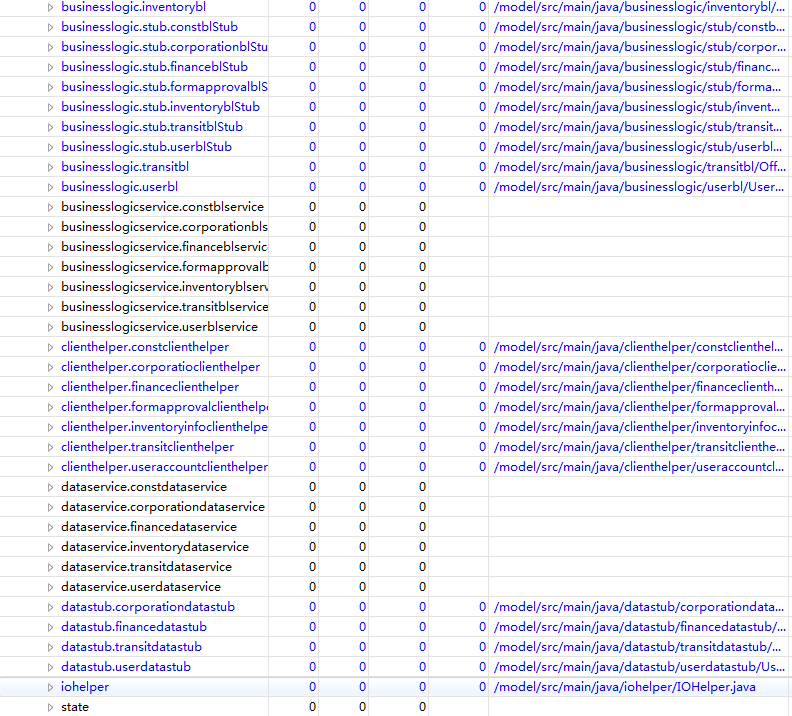 businesslogic.inventorybl 0 0 0 0 /model/src/main/java/businesslogic/inventorybl/...
businesslogic.stub.constblStub 0 0 0 0 /model/src/main/java/businesslogic/stub/constb...
businesslogic.stub.corporationblStu 0 0 0 0 /model/src/main/java/businesslogic/stub/corpor...
businesslogic.stub.financeblStub 0 0 0 0 /model/src/main/java/businesslogic/stub/financ...
businesslogic.stub.formapprovalblS 0 0 0 0 /model/src/main/java/businesslogic/stub/forma...
businesslogic.stub.inventoryblStub 0 0 0 0 /model/src/main/java/businesslogic/stub/invent...
businesslogic.stub.transitblStub 0 0 0 0 /model/src/main/java/businesslogic/stub/transit...
businesslogic.stub.userblStub 0 0 0 0 /model/src/main/java/businesslogic/stub/userbl...
businesslogic.transitbl 0 0 0 0 /model/src/main/java/businesslogic/transitbl/Off...
businesslogic.userbl 0 0 0 0 /model/src/main/java/businesslogic/userbl/User...
businesslogicservice.constblservice 0 0 0
businesslogicservice.corporationbls 0 0 0
businesslogicservice.financeblservic 0 0 0
businesslogicservice.formapprovalb 0 0 0
businesslogicservice.inventoryblserv 0 0 0
businesslogicservice.transitblservice 0 0 0
businesslogicservice.userblservice 0 0 0
clienthelper.constclienthelper 0 0 0 0 /model/src/main/java/clienthelper/constclienthel...
clienthelper.corporatioclienthelper 0 0 0 0 /model/src/main/java/clienthelper/corporatioclie...
clienthelper.financeclienthelper 0 0 0 0 /model/src/main/java/clienthelper/financeclienth...
clienthelper.formapprovalclienthelpe 0 0 0 0 /model/src/main/java/clienthelper/formapproval...
clienthelper.inventoryinfoclienthelpe 0 0 0 0 /model/src/main/java/clienthelper/inventoryinfoc...
clienthelper.transitclienthelper 0 0 0 0 /model/src/main/java/clienthelper/transitclienthe...
clienthelper.useraccountclienthelper 0 0 0 0 /model/src/main/java/clienthelper/useraccountcl...
dataservice.constdataservice 0 0 0
dataservice.corporationdataservice 0 0 0
dataservice.financedataservice 0 0 0
dataservice.inventorydataservice 0 0 0
dataservice.transitdataservice 0 0 0
dataservice.userdataservice 0 0 0
datastub.corporationdatastub 0 0 0 0 /model/src/main/java/datastub/corporationdata...
datastub.financedatastub 0 0 0 0 /model/src/main/java/datastub/financedatastub/...
datastub.transitdatastub 0 0 0 0 /model/src/main/java/datastub/transitdatastub/...
datastub.userdatastub 0 0 0 0 /model/src/main/java/datastub/userdatastub/Us...
iohelper 0 0 0 0 /model/src/main/java/iohelper/IOHelper.java
state 0 0 0